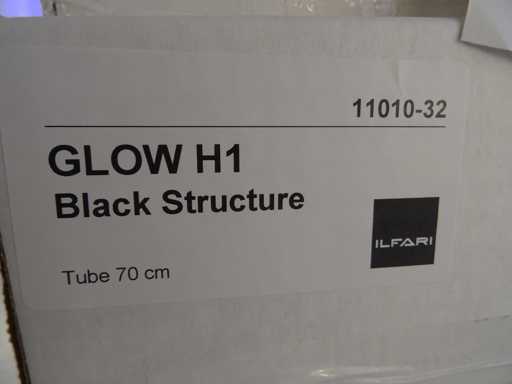 11010-32
GLOW H1
Black Structure
ILFARI
Tube 70 cm